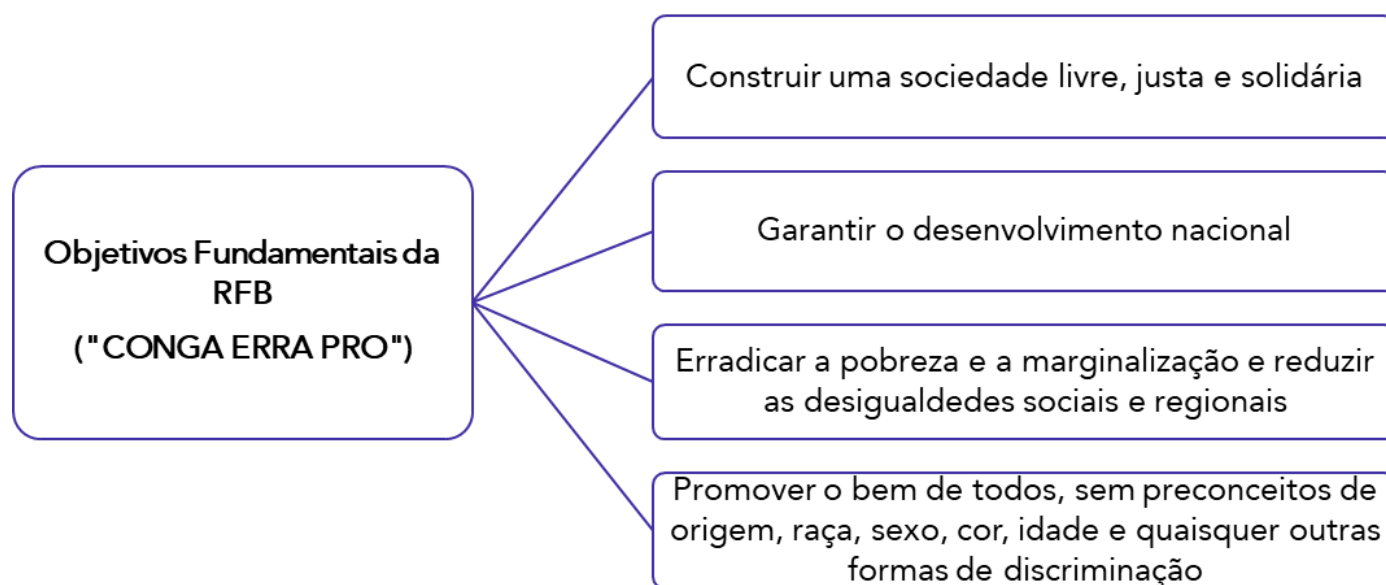 Objetivos Fundamentais da
RFB
("CONGA ERRA PRO")
Construir uma sociedade livre, justa e solidária
Garantir o desenvolvimento nacional
Erradicar a pobreza e a marginalização e reduzir
as desigualdedes sociais e regionais
Promover o bem de todos, sem preconceitos de
origem, raça, sexo, cor, idade e quaisquer outras
formas de discriminação